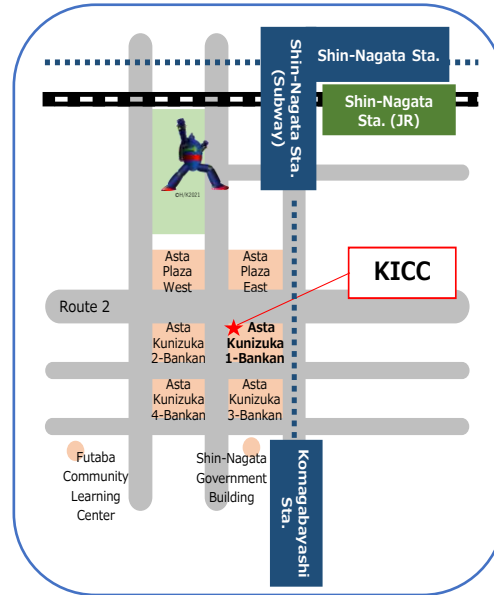 Shin-Nagata Sta.
Shin-Nagata Sta.
(Subway)
Shin-Nagata
Sta. (JR)
©H/K2021
Asta
Plaza
West
Asta
Plaza
East
KICC
Route 2
Asta
Kunizuka
2-Bankan
Asta
Kunizuka
1-Bankan
Asta
Kunizuka
4-Bankan
Asta
Kunizuka
3-Bankan
Futaba
Community
Learning
Center
Shin-Nagata
Government
Building
Komagabayashi
Sta.